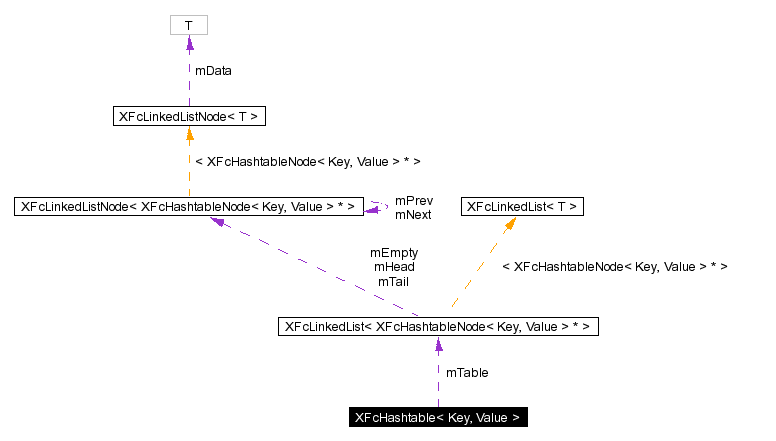 T
mData
XFcLinkedListNode< T >
< XFcHashtableNode< Key, Value > * >
XFcLinkedListNode< XFcHashtableNode< Key, Value > * >
mPrev
mNext
XFcLinkedList< T >
mEmpty
mHead
mTail
< XFcHashtableNode< Key, Value > * >
XFcLinkedList< XFcHashtableNode< Key, Value > * >
mTable
XFcHashtable< Key, Value >